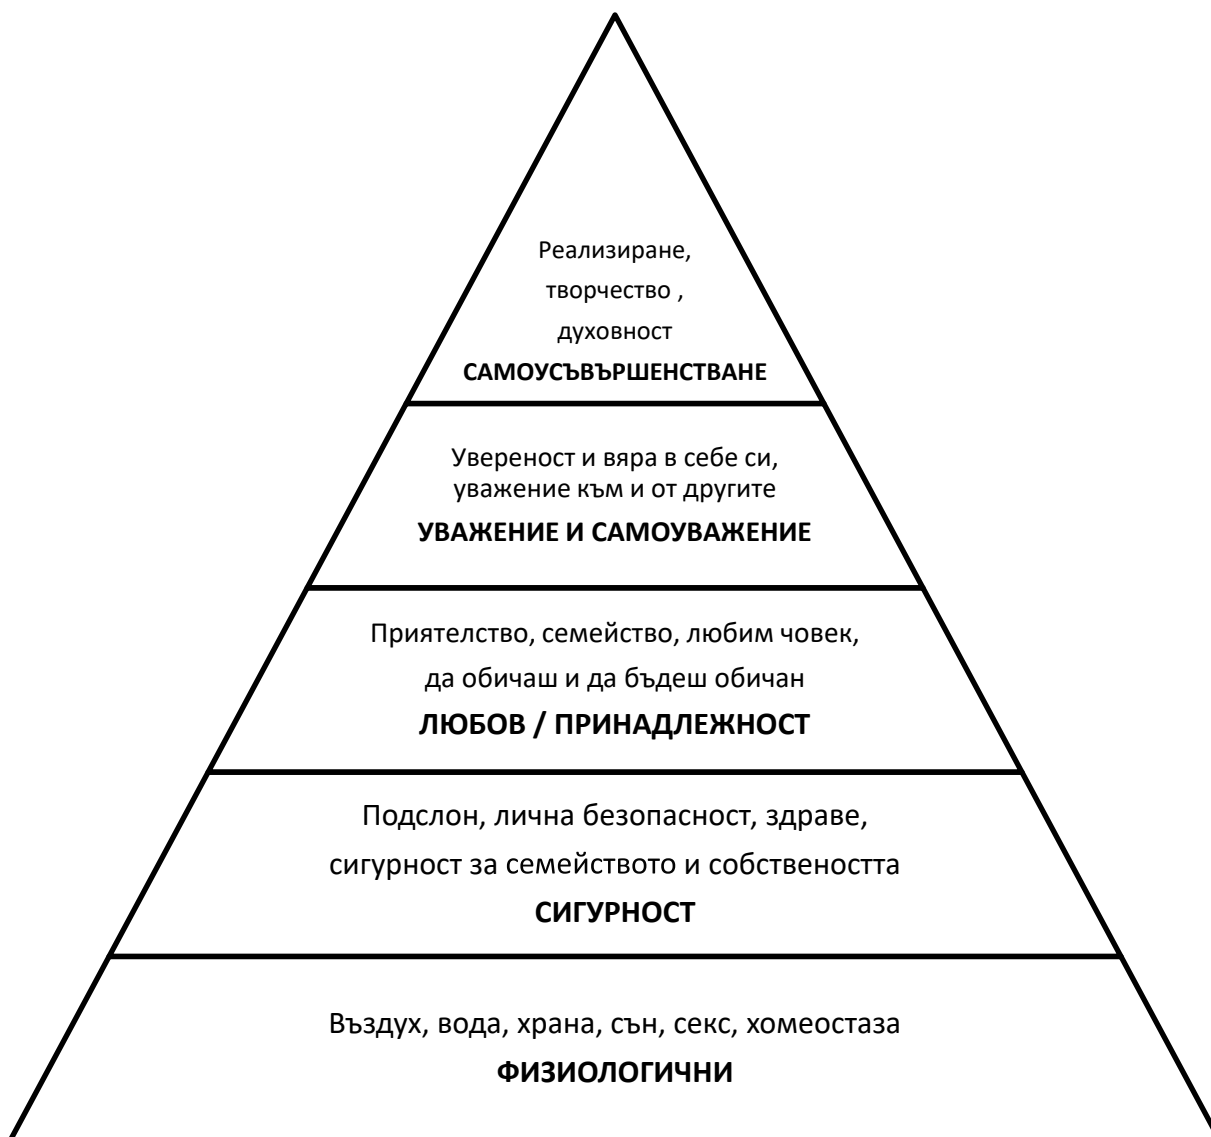 Реализиране,
творчество ,
духовност
САМОУСЪВЪРШЕНСТВАНЕ
Увереност и вяра в себе си,
уважение към и от другите
УВАЖЕНИЕ И САМОУВАЖЕНИЕ
Приятелство, семейство, любим човек,
да обичаш и да бъдеш обичан
ЛЮБОВ / ПРИНАДЛЕЖНОСТ
Подслон, лична безопасност, здраве,
сигурност за семейството и собствеността
СИГУРНОСТ
Въздух, вода, храна, сън, секс, хомеостаза
ФИЗИОЛОГИЧНИ